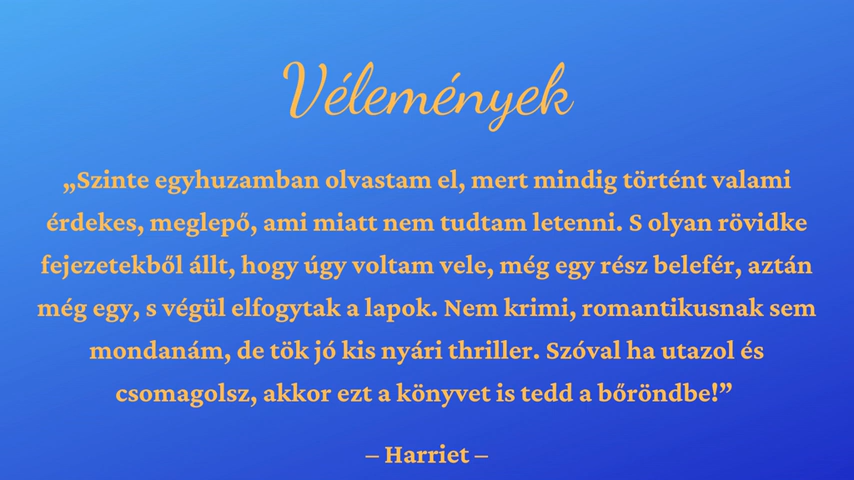 Vélemények
„Szinte egyhuzamban olvastam el, mert mindig történt valami
érdekes, meglepő, ami miatt nem tudtam letenni. S olyan rövidke
fejezetekből állt, hogy úgy voltam vele, még egy rész belefér, aztán
még egy, s végül elfogytak a lapok. Nem krimi, romantikusnak sem
mondanám, de tök jó kis nyári thriller. Szóval ha utazol és
csomagolsz, akkor ezt a könyvet is tedd a bőröndbe!”
– Harriet –